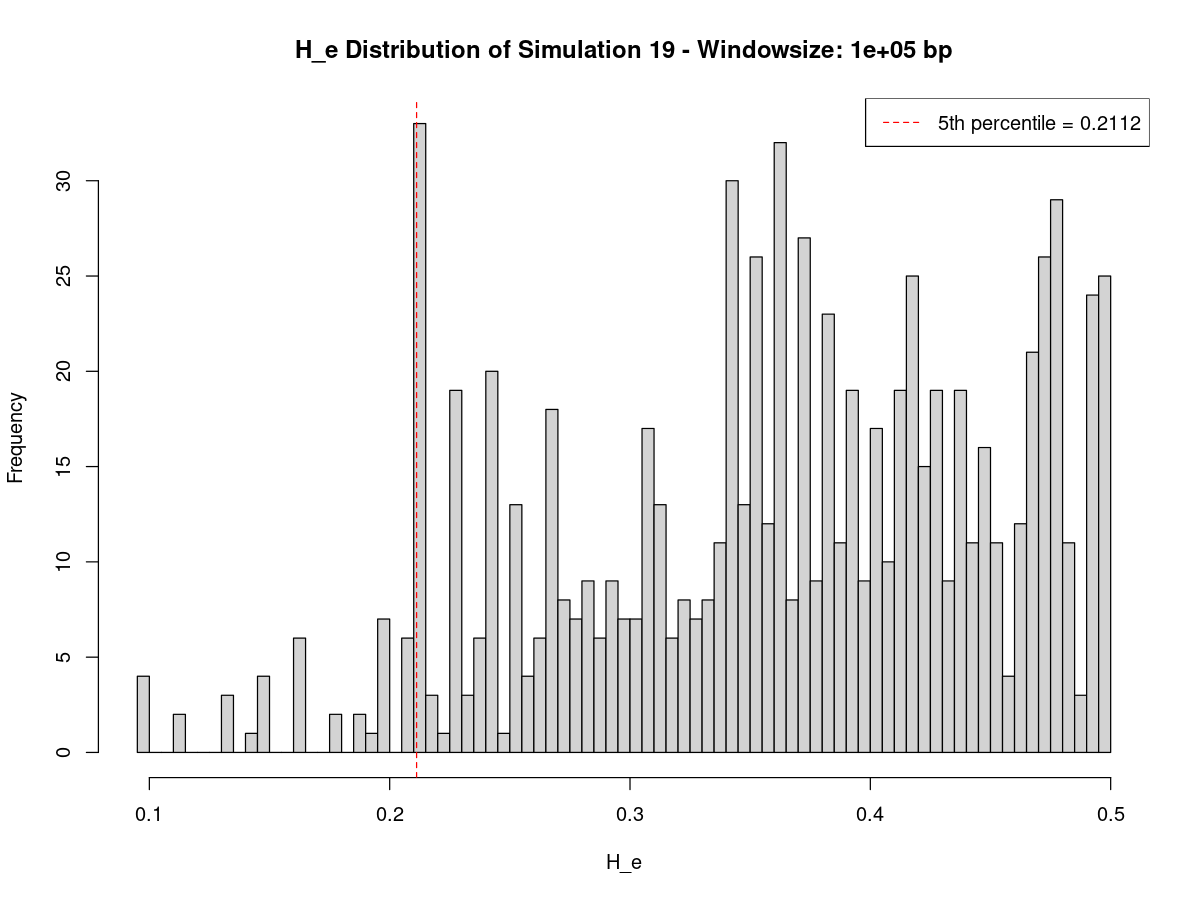 H_e Distribution of Simulation 19 - Windowsize: 1e+05 bp
5th percentile = 0.2112
Frequency
30
25
20
15
10
5
0
0.1 0.2 0.3 0.4 0.5
H_e